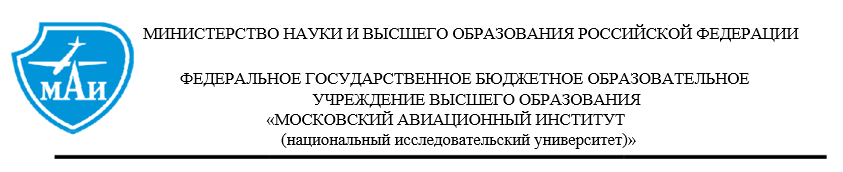 МИНИСТЕРСТВО НАУКИ И ВЫСШЕГО ОБРАЗОВАНИЯ РОССИЙСКОЙ ФЕДЕРАЦИИ
ФЕДЕРАЛЬНОЕ ГОСУДАРСТВЕННОЕ БЮДЖЕТНОЕ ОБРАЗОВАТЕЛЬНОЕ
УЧРЕЖДЕНИЕ ВЫСШЕГО ОБРАЗОВАНИЯ
«МОСКОВСКИЙ АВИАЦИОННЫЙ ИНСТИТУТ
(национальный исследовательский университет)»
МАИ